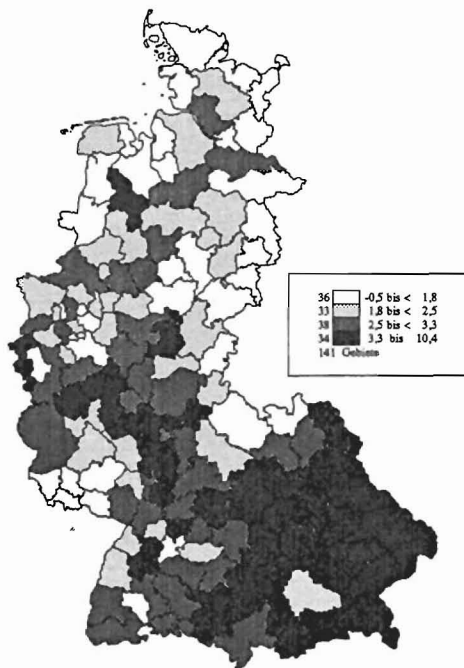 36 -0,5 bis < 1,8
33 1,8 bis < 2,5
38 2,5 bis < 3,3
34 3,3 bis 10,4
141 Gebiete